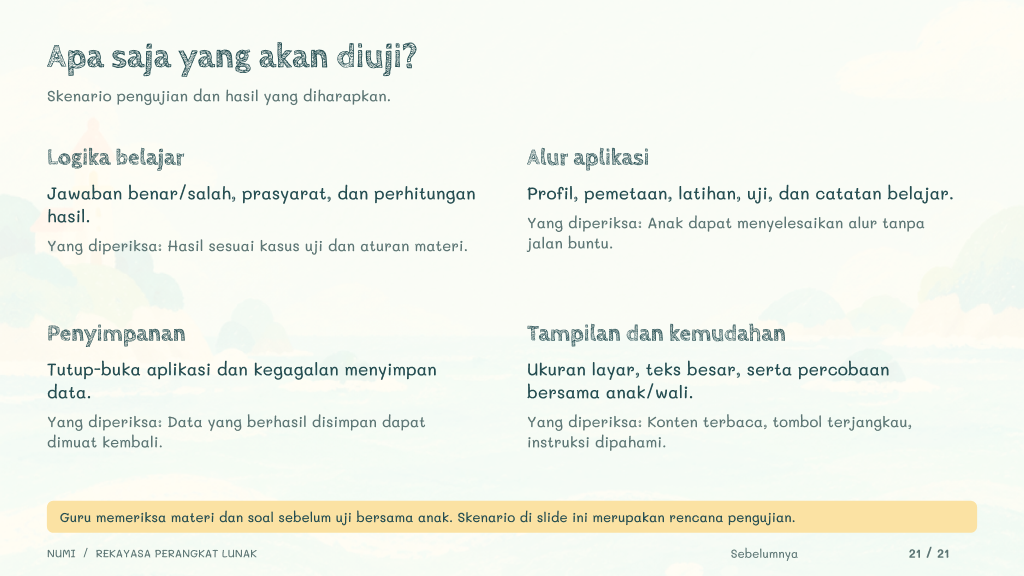 Apa saja yang akan diuji?
Skenario pengujian dan hasil yang diharapkan.
Logika belajar
Jawaban benar/salah, prasyarat, dan perhitungan
hasil.
Yang diperiksa: Hasil sesuai kasus uji dan aturan materi.
Alur aplikasi
Profil, pemetaan, latihan, uji, dan catatan belajar.
Yang diperiksa: Anak dapat menyelesaikan alur tanpa
jalan buntu.
Penyimpanan
Tutup-buka aplikasi dan kegagalan menyimpan
data.
Yang diperiksa: Data yang berhasil disimpan dapat
dimuat kembali.
Tampilan dan kemudahan
Ukuran layar, teks besar, serta percobaan
bersama anak/wali.
Yang diperiksa: Konten terbaca, tombol terjangkau,
instruksi dipahami.
Guru memeriksa materi dan soal sebelum uji bersama anak. Skenario di slide ini merupakan rencana pengujian.
NUMI / REKAYASA PERANGKAT LUNAK
Sebelumnya
21 / 21